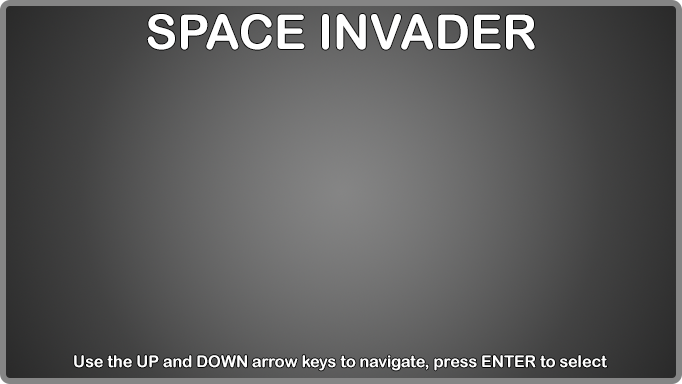 SPACE INVADER
Use the UP and DOWN arrow keys to navigate, press ENTER to select